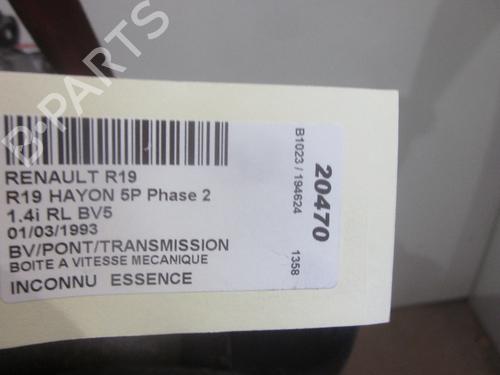 B-PARTS
RENAULT R19
R19 HAYON 5P Phase 2
1.4i RL BV5
01/03/1993
BV/PONT/TRANSMISSION
BOITE A VITESSE MECANIQUE
INCONNU ESSENCE
B1023 / 194624 1358
20470